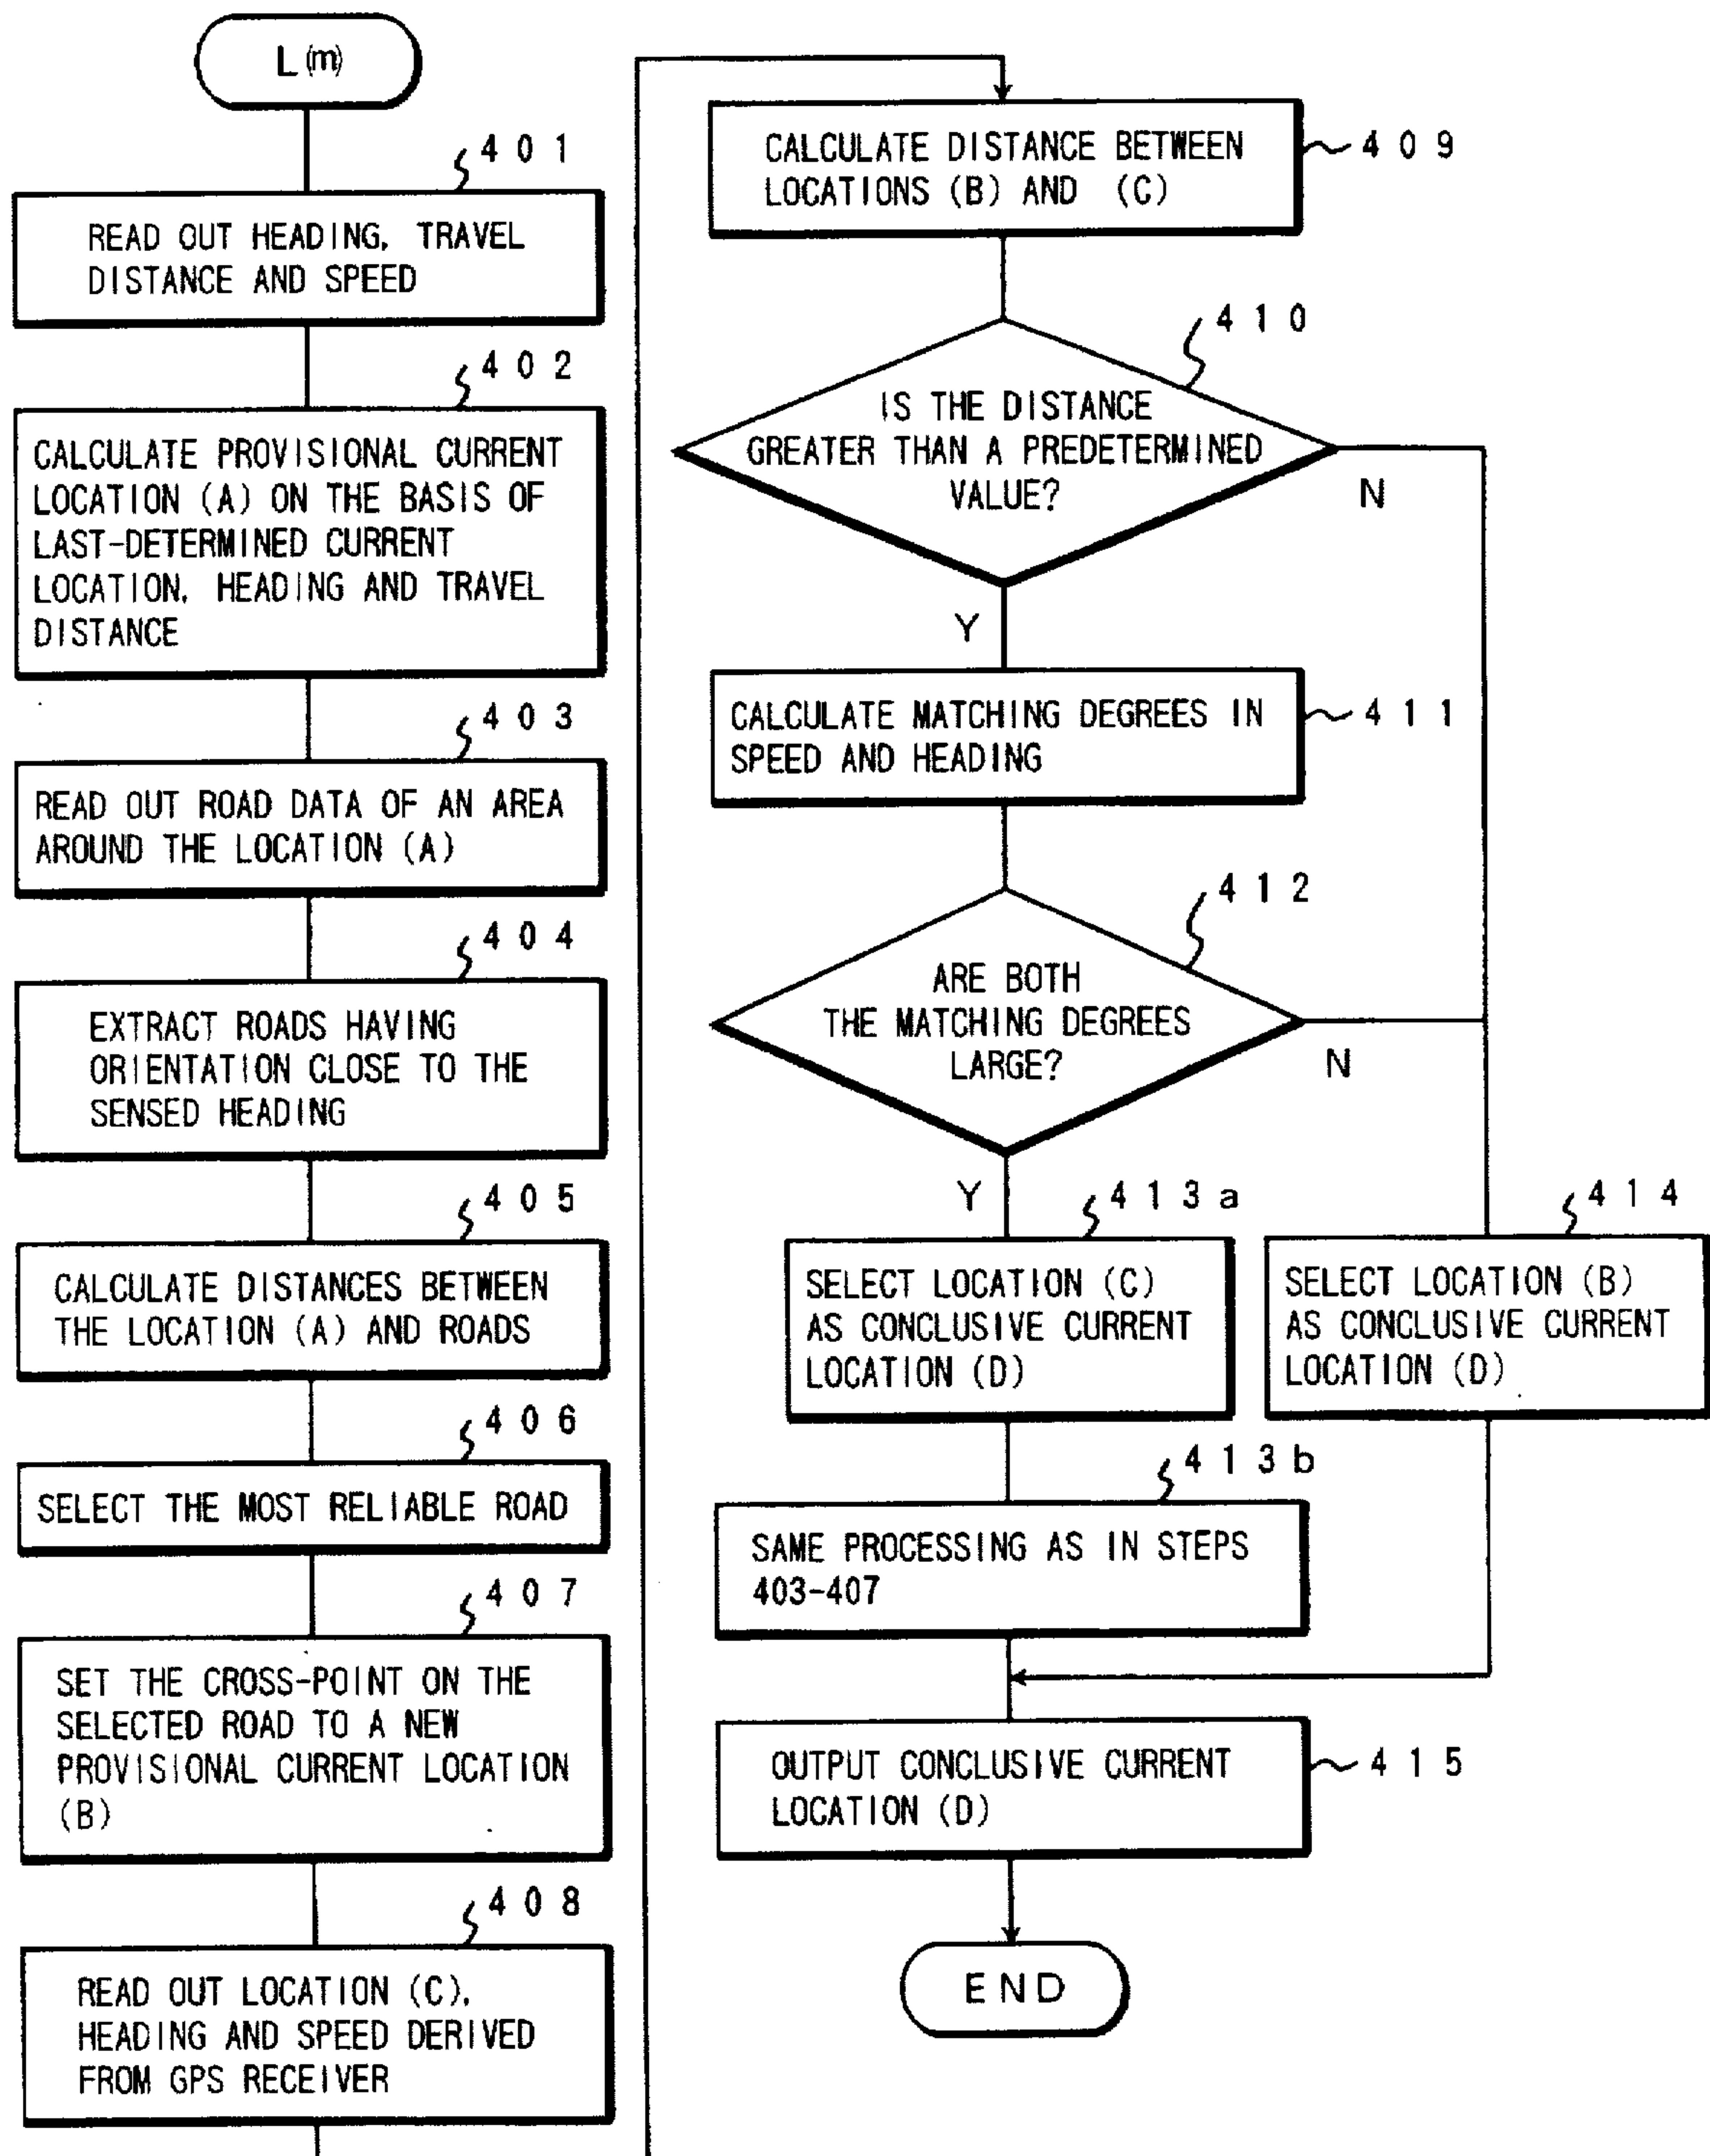 L(m)
401
READ OUT HEADING, TRAVEL
DISTANCE AND SPEED
402
CALCULATE PROVISIONAL CURRENT
LOCATION (A) ON THE BASIS OF
LAST-DETERMINED CURRENT
LOCATION, HEADING AND TRAVEL
DISTANCE
403
READ OUT ROAD DATA OF AN AREA
AROUND THE LOCATION (A)
404
EXTRACT ROADS HAVING
ORIENTATION CLOSE TO THE
SENSED HEADING
405
CALCULATE DISTANCES BETWEEN
THE LOCATION (A) AND ROADS
406
SELECT THE MOST RELIABLE ROAD
407
SET THE CROSS-POINT ON THE
SELECTED ROAD TO A NEW
PROVISIONAL CURRENT LOCATION
(B)
408
READ OUT LOCATION (C),
HEADING AND SPEED DERIVED
FROM GPS RECEIVER
CALCULATE DISTANCE BETWEEN
LOCATIONS (B) AND (C)
409
410
IS THE DISTANCE
GREATER THAN A PREDETERMINED
VALUE?
N
Y
CALCULATE MATCHING DEGREES IN
SPEED AND HEADING
411
412
ARE BOTH
THE MATCHING DEGREES
LARGE?
N
Y
413a
SELECT LOCATION (C)
AS CONCLUSIVE CURRENT
LOCATION (D)
414
SELECT LOCATION (B)
AS CONCLUSIVE CURRENT
LOCATION (D)
413b
SAME PROCESSING AS IN STEPS
403-407
OUTPUT CONCLUSIVE CURRENT
LOCATION (D)
415
END